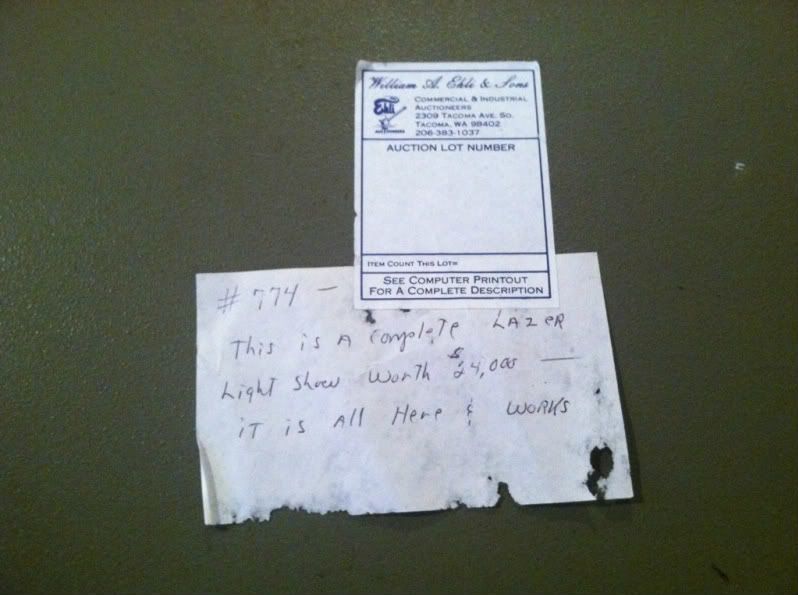 William A. Ehli & Sons
Ehli
AUCTIONEERS
COMMERCIAL & INDUSTRIAL
AUCTIONEERS
2309 TACOMA AVE. SO.
TACOMA, WA 98402
206-383-1037
AUCTION LOT NUMBER
ITEM COUNT THIS LOT=
SEE COMPUTER PRINTOUT
FOR A COMPLETE DESCRIPTION
# 774 —
This is A complete LAZER
Light Show Worth $24,000 —
iT is All Here & WORKS